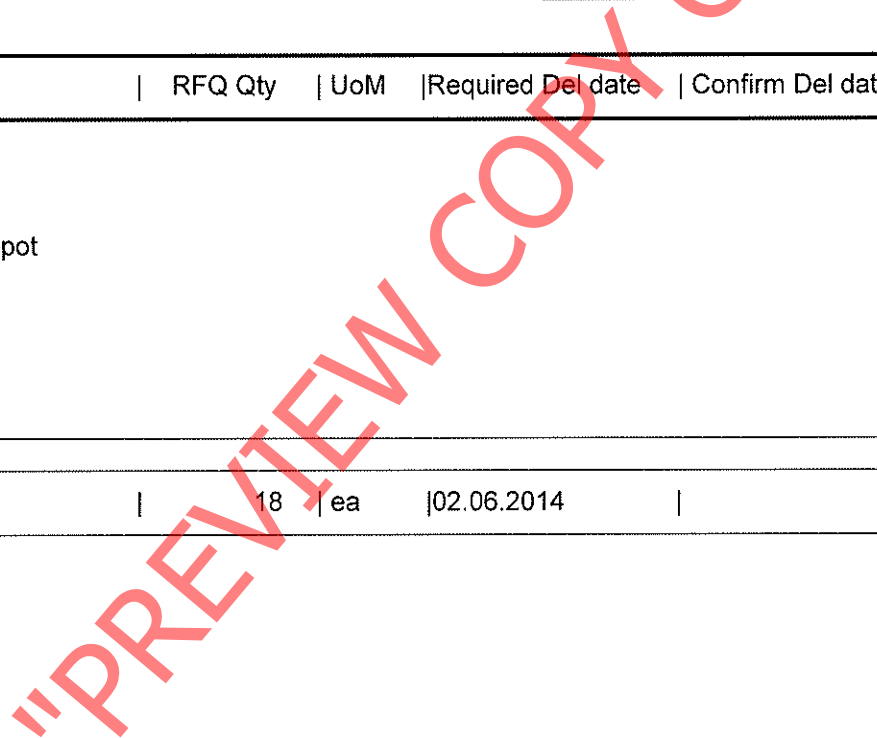 | RFQ Qty | UoM |Required Del date | Confirm Del dat
pot
| 18 | ea |02.06.2014 |
"PREVIEW COPY